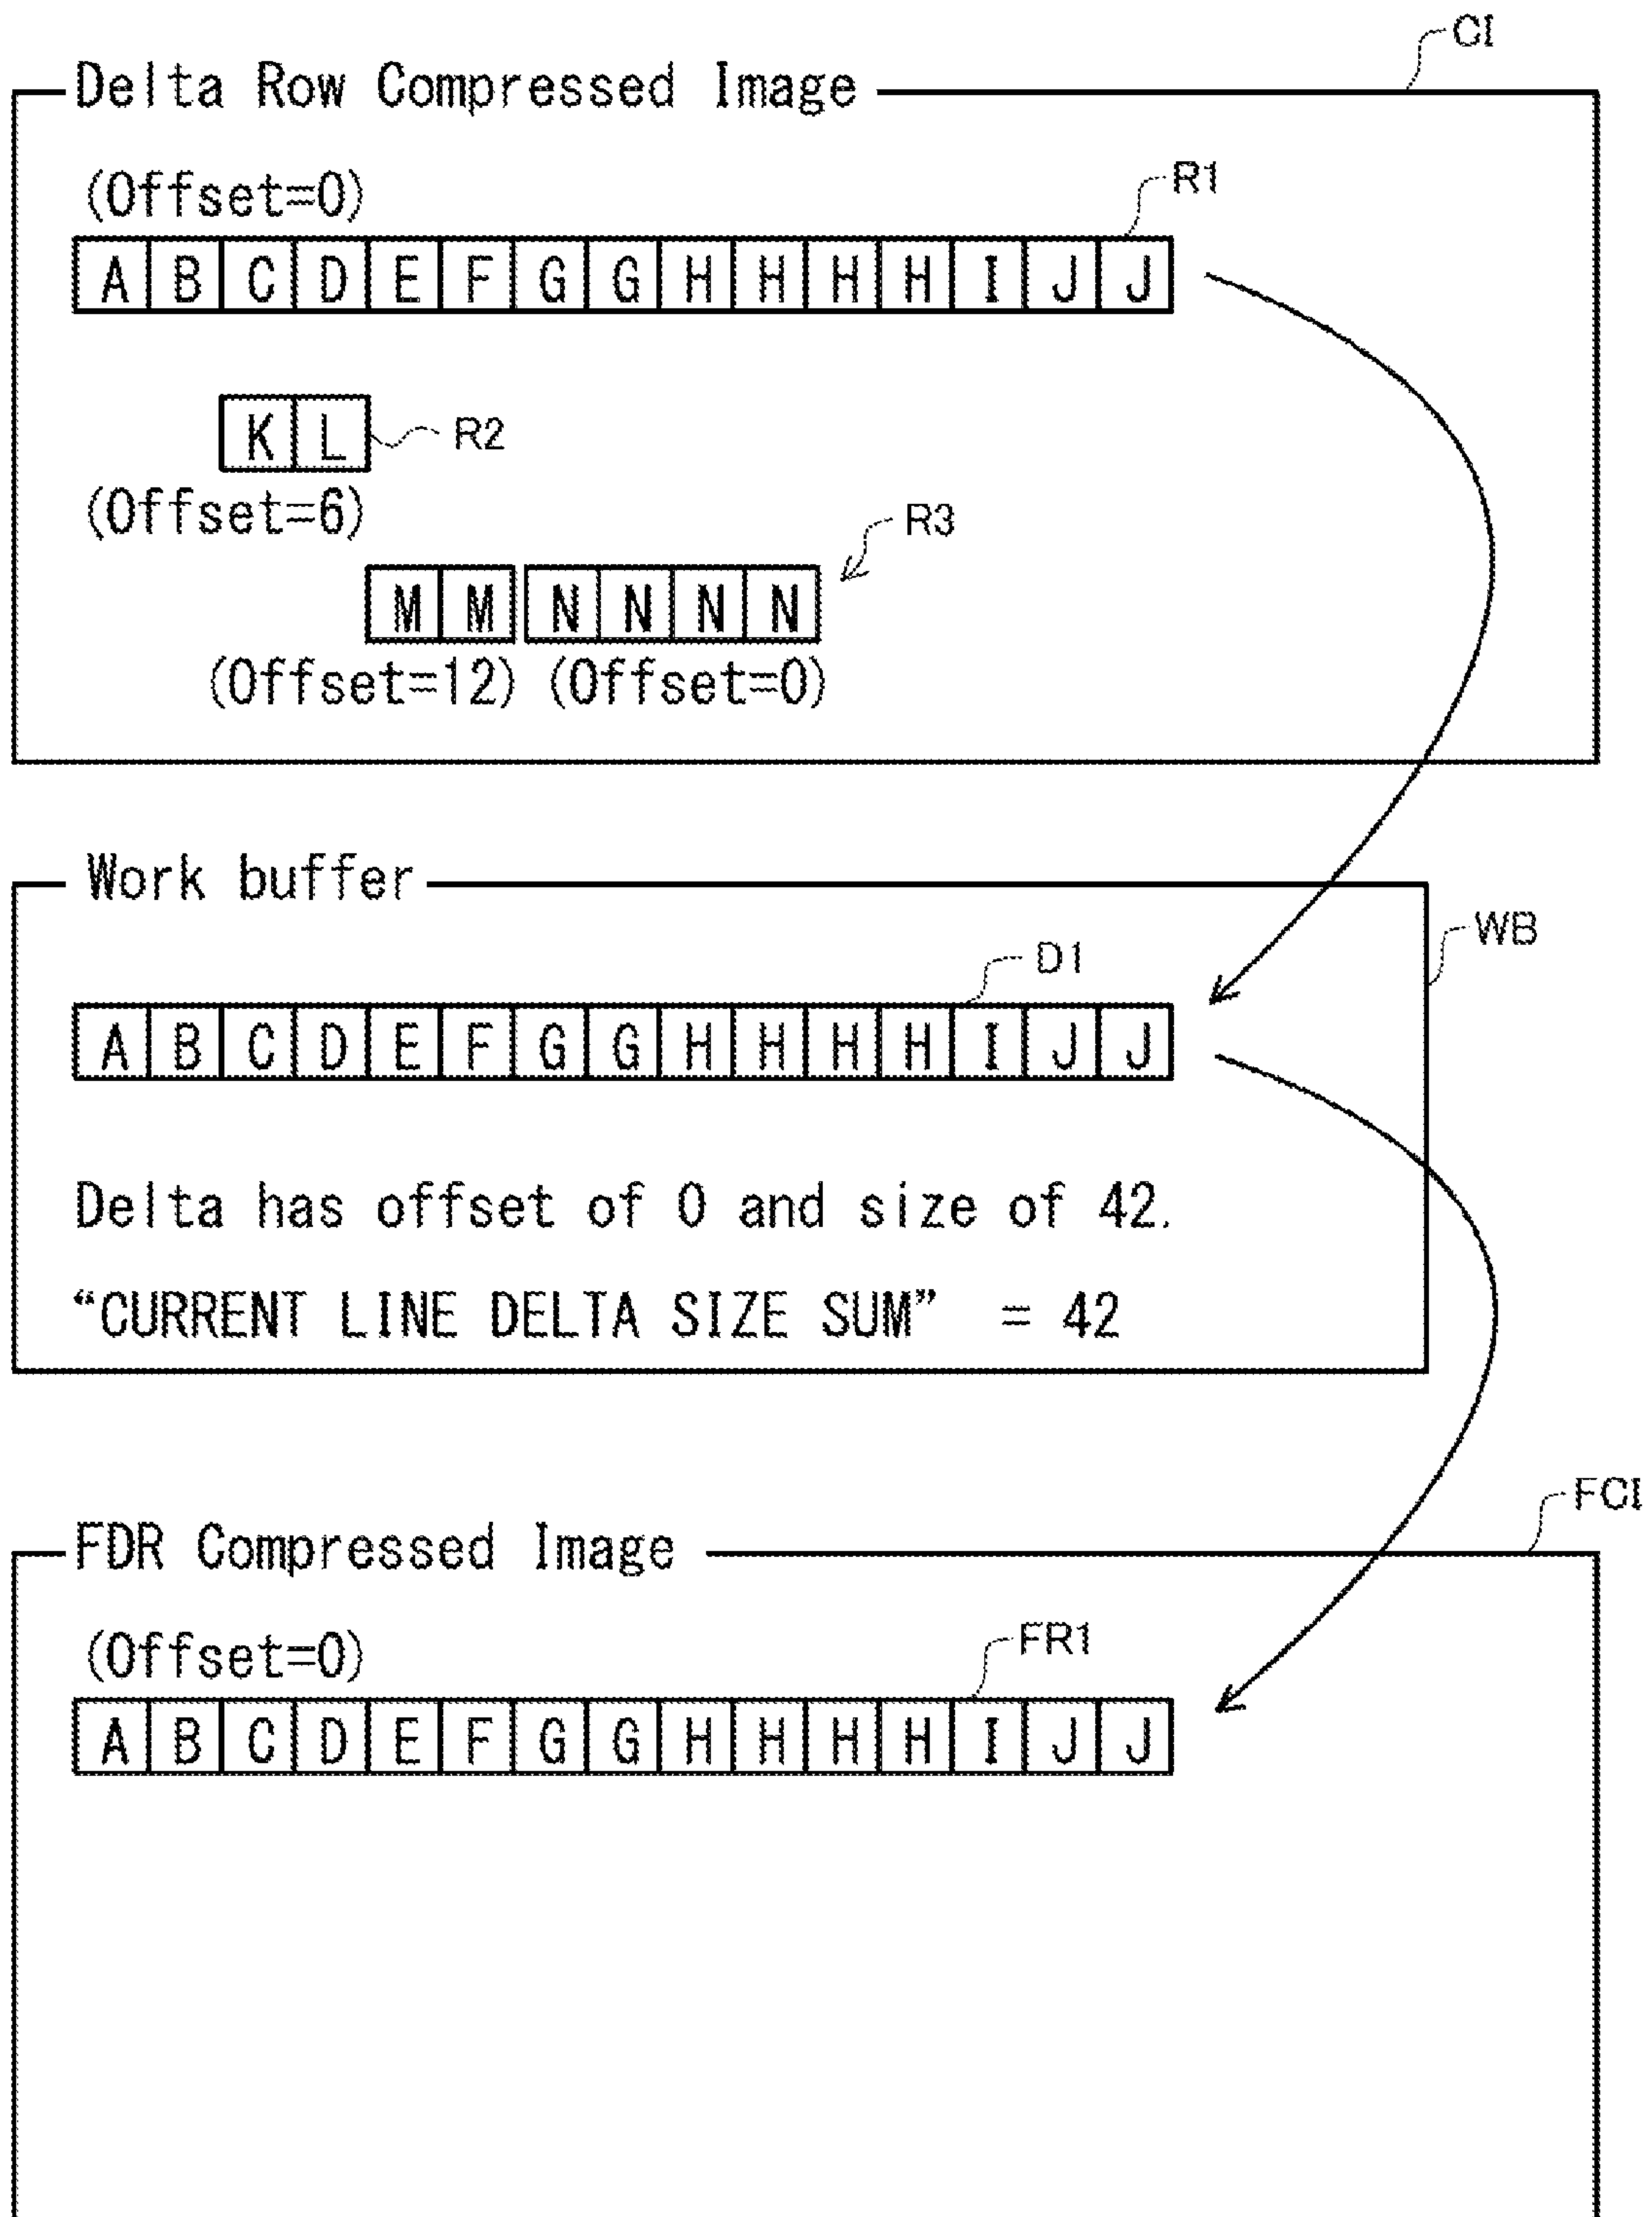 CI
Delta Row Compressed Image
(Offset=0)
R1
A B C D E F G G H H H H I J J
K L
R2
(Offset=6)
R3
M M N N N N
(Offset=12) (Offset=0)
Work buffer
WB
D1
A B C D E F G G H H H H I J J
Delta has offset of 0 and size of 42.
“CURRENT LINE DELTA SIZE SUM” = 42
FCI
FDR Compressed Image
(Offset=0)
FR1
A B C D E F G G H H H H I J J